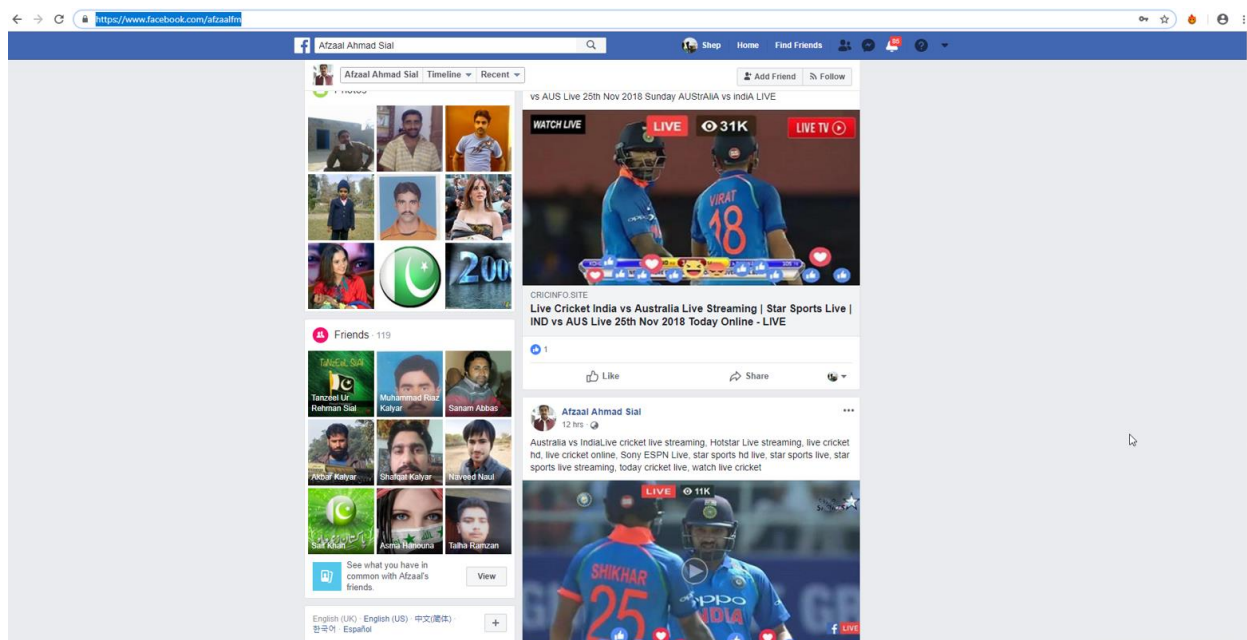 https://www.facebook.com/afzaalfm
Afzaal Ahmad Sial
Shop Home Find Friends
Afzaal Ahmad Sial Timeline Recent
Add Friend Follow
Photos
200
Friends · 119
Tanzeel Ur
Rehman Sial
Muhammad Riaz
Kalyar
Sanam Abbas
Akbar Kalyar
Shafqat Kalyar
Naveed Naul
Saif Khan
Asma Hanouna
Talha Ramzan
See what you have in
common with Afzaal's
friends.
View
English (UK) · English (US) · 中文(简体) ·
한국어 · Español
vs AUS Live 25th Nov 2018 Sunday AUStrAliA vs indiA LIVE
WATCH LIVE
LIVE 31K
LIVE TV
VIRAT
18
CRICINFO.SITE
Live Cricket India vs Australia Live Streaming | Star Sports Live |
IND vs AUS Live 25th Nov 2018 Today Online - LIVE
1
Like Share
Afzaal Ahmad Sial
12 hrs ·
Australia vs IndiaLive cricket live streaming, Hotstar Live streaming, live cricket
hd, live cricket online, Sony ESPN Live, star sports hd live, star sports live, star
sports live streaming, today cricket live, watch live cricket
LIVE 11K
SHIKHAR
25
oppo
INDIA
LIVE